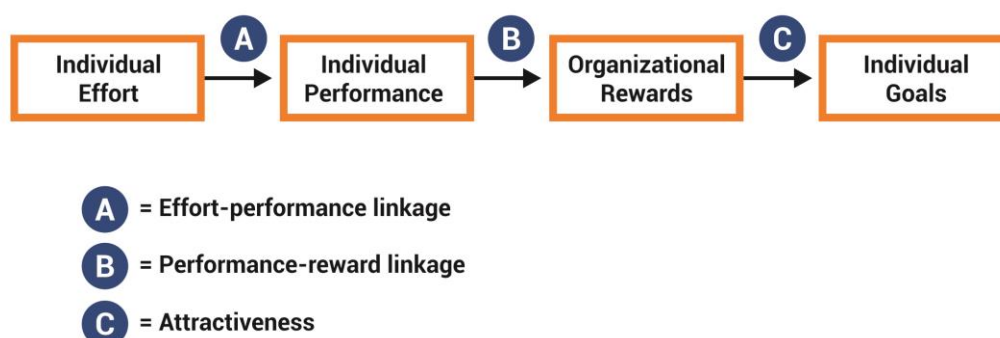 A
B
C
Individual
Effort
Individual
Performance
Organizational
Rewards
Individual
Goals
A = Effort-performance linkage
B = Performance-reward linkage
C = Attractiveness